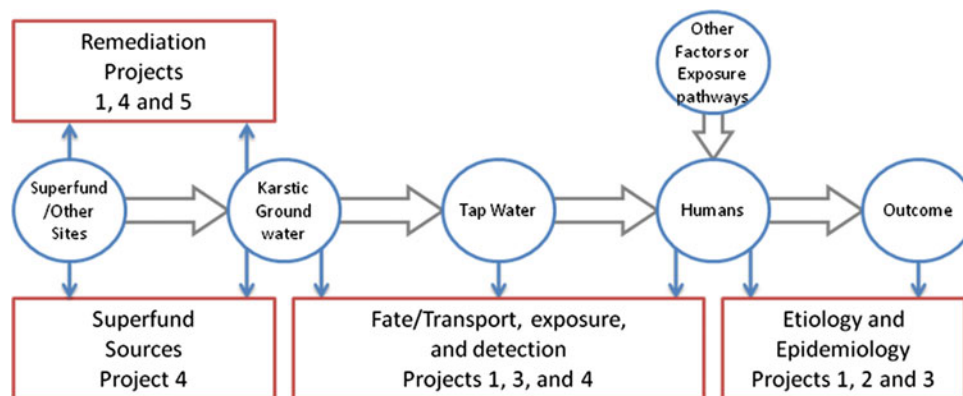 Remediation
Projects
1, 4 and 5
Other
Factors or
Exposure
pathways
Superfund
/Other
Sites
Karstic
Ground
water
Tap Water
Humans
Outcome
Superfund
Sources
Project 4
Fate/Transport, exposure,
and detection
Projects 1, 3, and 4
Etiology and
Epidemiology
Projects 1, 2 and 3